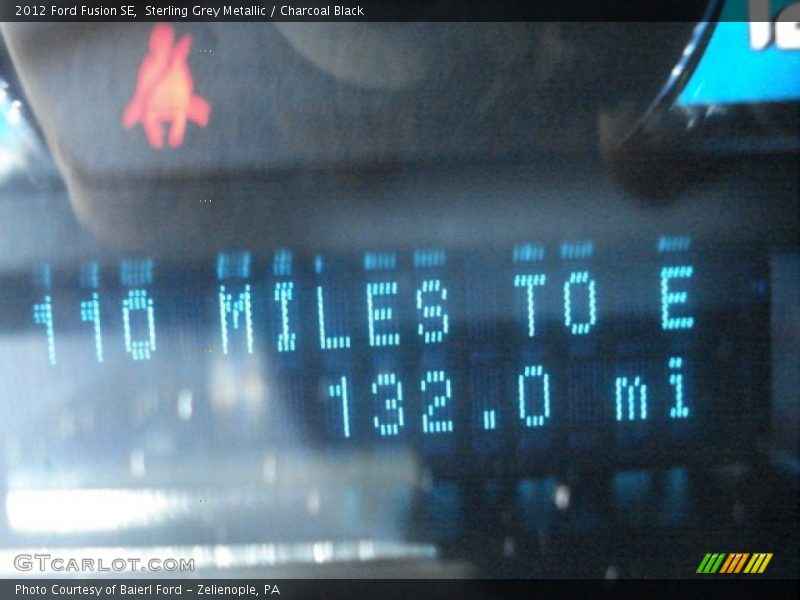 2012 Ford Fusion SE, Sterling Grey Metallic / Charcoal Black
110 MILES TO E
132.0 mi
GTCARLOT.COM
Photo Courtesy of Baierl Ford - Zelienople, PA